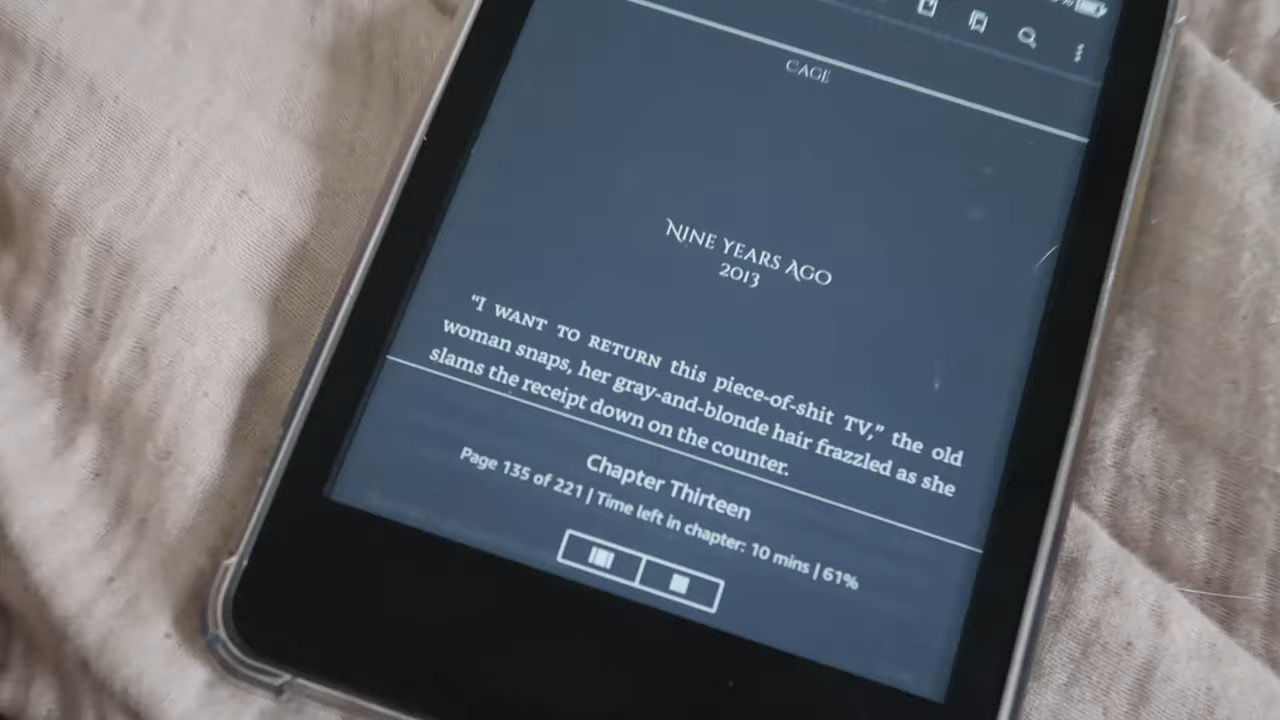 CAGE
NINE YEARS AGO
2013
“I WANT TO RETURN this piece-of-shit TV,” the old
woman snaps, her gray-and-blonde hair frazzled as she
slams the receipt down on the counter.
Chapter Thirteen
Page 135 of 221 | Time left in chapter: 10 mins | 61%